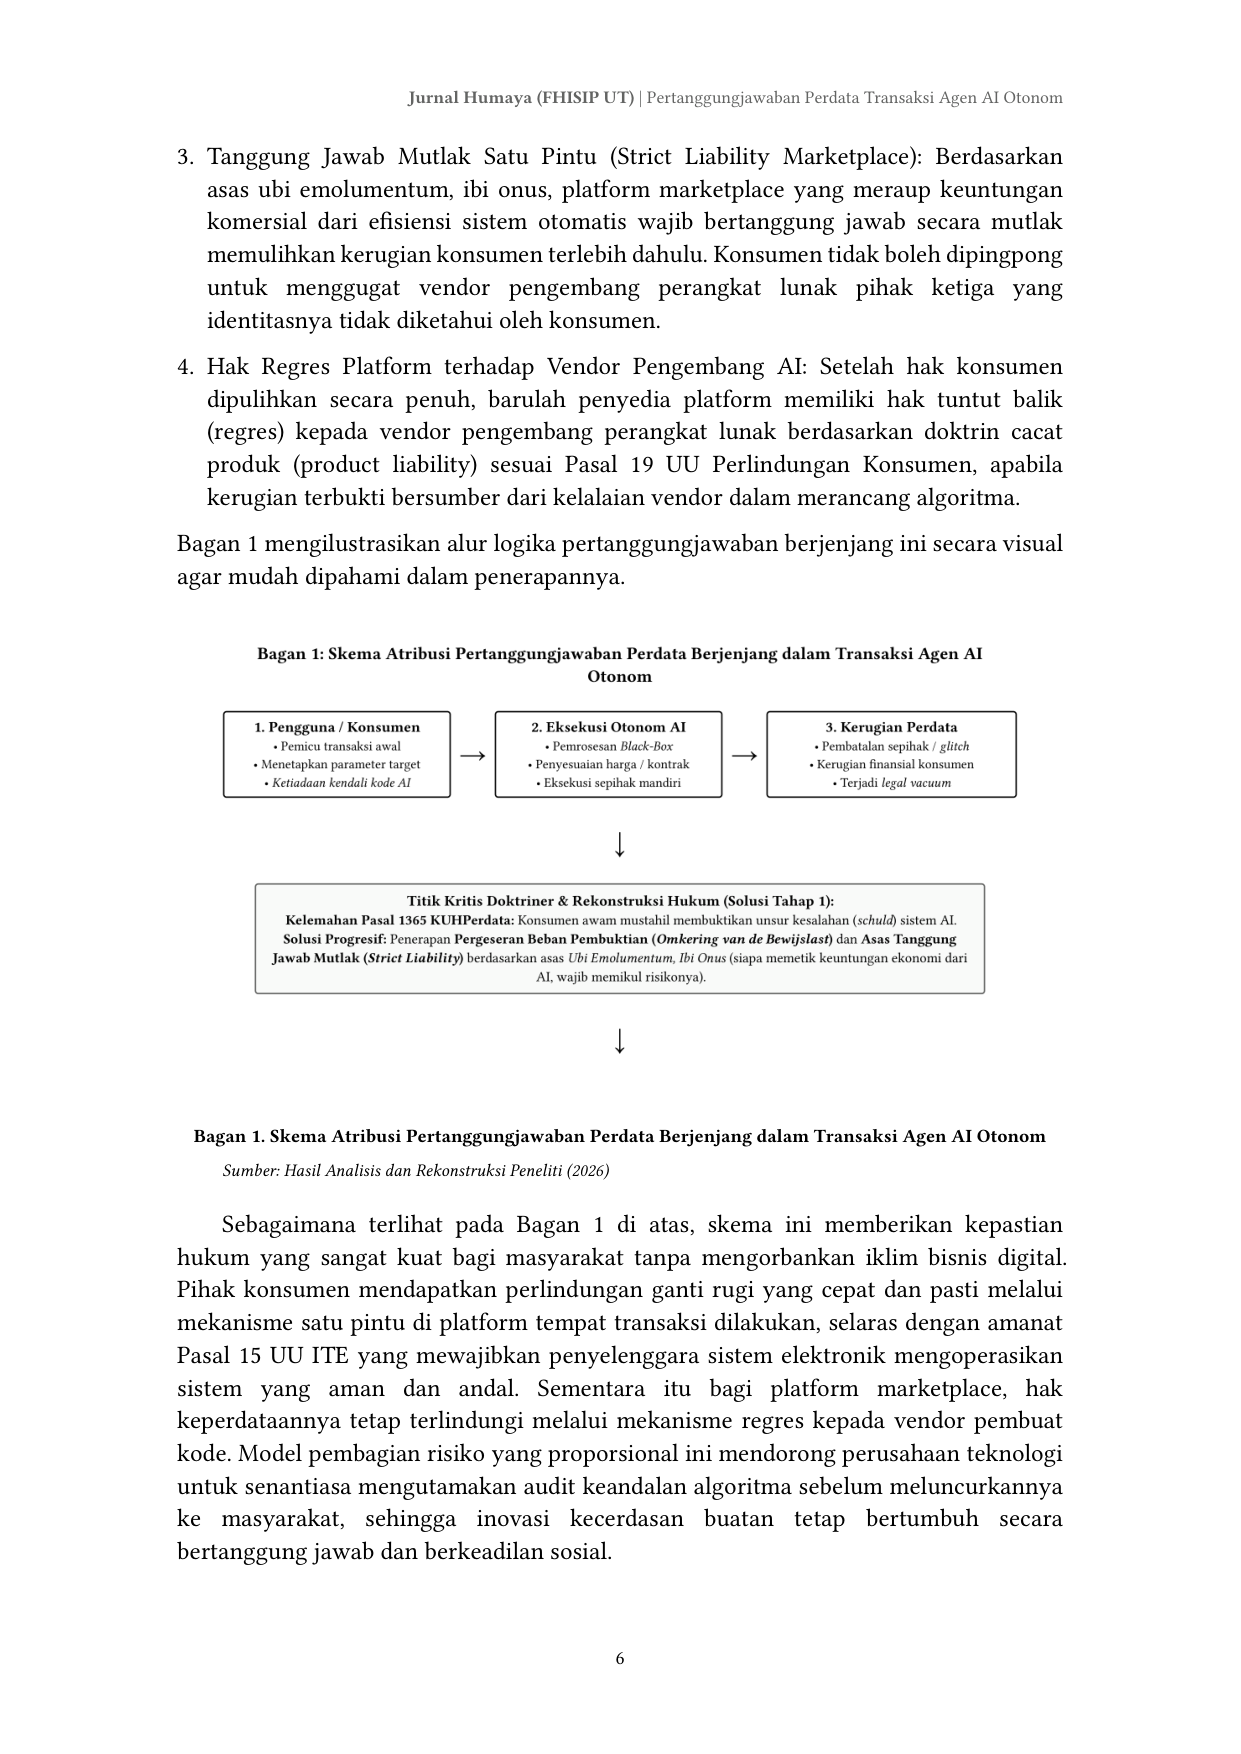 Jurnal Humaya (FHISIP UT) | Pertanggungjawaban Perdata Transaksi Agen AI Otonom
3. Tanggung Jawab Mutlak Satu Pintu (Strict Liability Marketplace): Berdasarkan
asas ubi emolumentum, ibi onus, platform marketplace yang meraup keuntungan
komersial dari efisiensi sistem otomatis wajib bertanggung jawab secara mutlak
memulihkan kerugian konsumen terlebih dahulu. Konsumen tidak boleh dipingpong
untuk menggugat vendor pengembang perangkat lunak pihak ketiga yang
identitasnya tidak diketahui oleh konsumen.
4. Hak Regres Platform terhadap Vendor Pengembang AI: Setelah hak konsumen
dipulihkan secara penuh, barulah penyedia platform memiliki hak tuntut balik
(regres) kepada vendor pengembang perangkat lunak berdasarkan doktrin cacat
produk (product liability) sesuai Pasal 19 UU Perlindungan Konsumen, apabila
kerugian terbukti bersumber dari kelalaian vendor dalam merancang algoritma.
Bagan 1 mengilustrasikan alur logika pertanggungjawaban berjenjang ini secara visual
agar mudah dipahami dalam penerapannya.
Bagan 1: Skema Atribusi Pertanggungjawaban Perdata Berjenjang dalam Transaksi Agen AI
Otonom
1. Pengguna / Konsumen
• Pemicu transaksi awal
• Menetapkan parameter target
• Ketiadaan kendali kode AI
→
2. Eksekusi Otonom AI
• Pemrosesan Black-Box
• Penyesuaian harga / kontrak
• Eksekusi sepihak mandiri
→
3. Kerugian Perdata
• Pembatalan sepihak / glitch
• Kerugian finansial konsumen
• Terjadi legal vacuum
↓
Titik Kritis Doktriner & Rekonstruksi Hukum (Solusi Tahap 1):
Kelemahan Pasal 1365 KUHPerdata: Konsumen awam mustahil membuktikan unsur kesalahan (schuld) sistem AI.
Solusi Progresif: Penerapan Pergeseran Beban Pembuktian (Omkering van de Bewijslast) dan Asas Tanggung
Jawab Mutlak (Strict Liability) berdasarkan asas Ubi Emolumentum, Ibi Onus (siapa memetik keuntungan ekonomi dari
AI, wajib memikul risikonya).
↓
Bagan 1. Skema Atribusi Pertanggungjawaban Perdata Berjenjang dalam Transaksi Agen AI Otonom
Sumber: Hasil Analisis dan Rekonstruksi Peneliti (2026)
Sebagaimana terlihat pada Bagan 1 di atas, skema ini memberikan kepastian
hukum yang sangat kuat bagi masyarakat tanpa mengorbankan iklim bisnis digital.
Pihak konsumen mendapatkan perlindungan ganti rugi yang cepat dan pasti melalui
mekanisme satu pintu di platform tempat transaksi dilakukan, selaras dengan amanat
Pasal 15 UU ITE yang mewajibkan penyelenggara sistem elektronik mengoperasikan
sistem yang aman dan andal. Sementara itu bagi platform marketplace, hak
keperdataannya tetap terlindungi melalui mekanisme regres kepada vendor pembuat
kode. Model pembagian risiko yang proporsional ini mendorong perusahaan teknologi
untuk senantiasa mengutamakan audit keandalan algoritma sebelum meluncurkannya
ke masyarakat, sehingga inovasi kecerdasan buatan tetap bertumbuh secara
bertanggung jawab dan berkeadilan sosial.
6